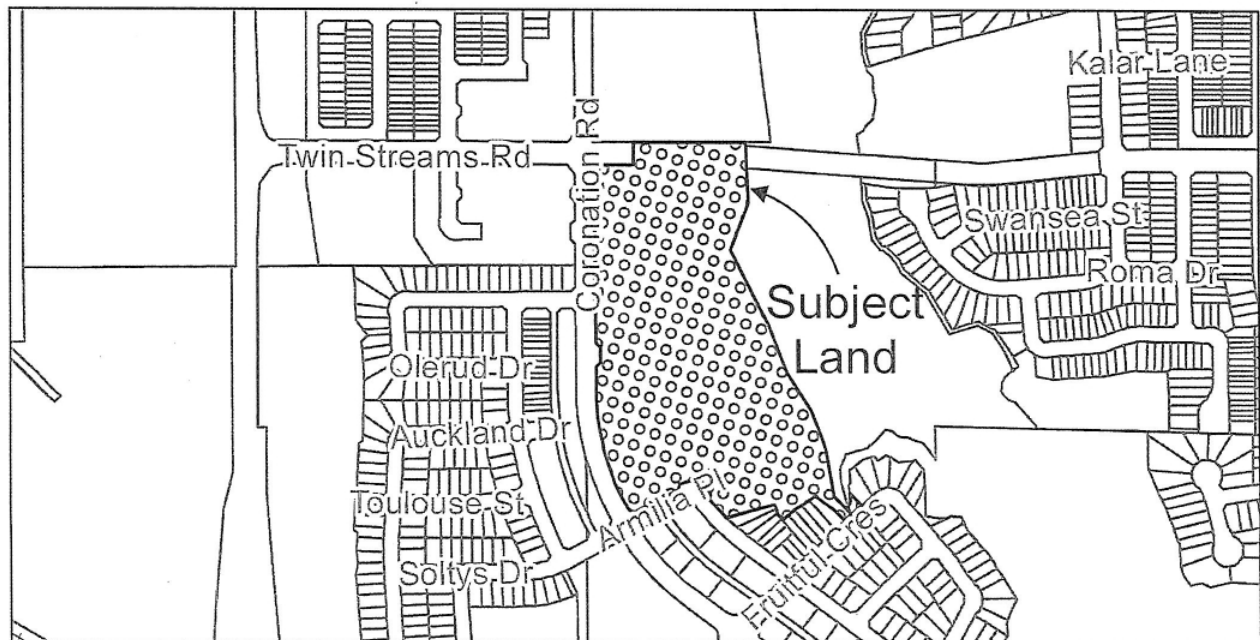 Kalar Lane
Twin Streams Rd
Coronation Rd
Swansea St
Roma Dr
Subject
Land
Olerud Dr
Auckland Dr
Toulouse St
Armilia Pl
Soltys Dr
Fruitful Cres